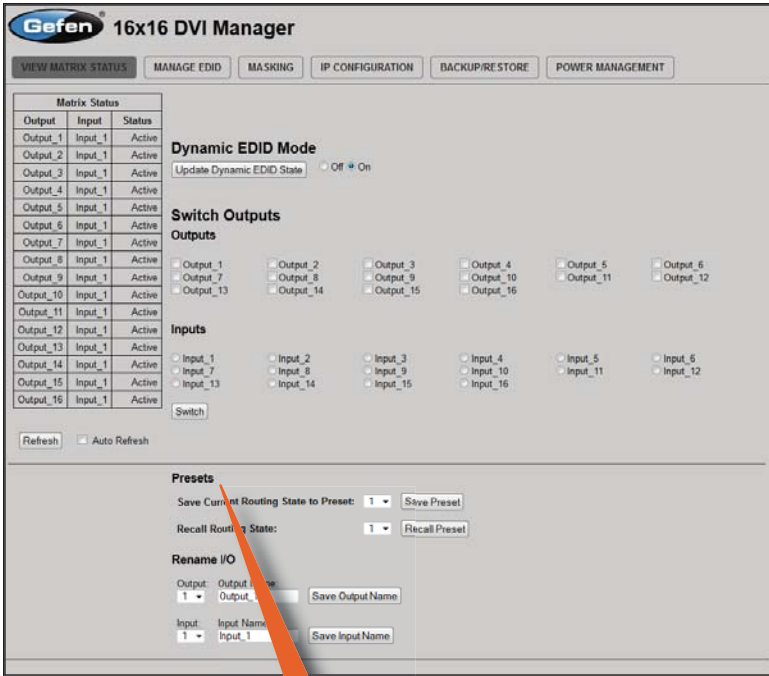 Gefen® 16x16 DVI Manager
VIEW MATRIX STATUS MANAGE EDID MASKING IP CONFIGURATION BACKUP/RESTORE POWER MANAGEMENT
Matrix Status
Output Input Status
Output_1 Input_1 Active
Output_2 Input_1 Active
Output_3 Input_1 Active
Output_4 Input_1 Active
Output_5 Input_1 Active
Output_6 Input_1 Active
Output_7 Input_1 Active
Output_8 Input_1 Active
Output_9 Input_1 Active
Output_10 Input_1 Active
Output_11 Input_1 Active
Output_12 Input_1 Active
Output_13 Input_1 Active
Output_14 Input_1 Active
Output_15 Input_1 Active
Output_16 Input_1 Active
Refresh Auto Refresh
Dynamic EDID Mode
Update Dynamic EDID State Off On
Switch Outputs
Outputs
Output_1 Output_2 Output_3 Output_4 Output_5 Output_6
Output_7 Output_8 Output_9 Output_10 Output_11 Output_12
Output_13 Output_14 Output_15 Output_16
Inputs
Input_1 Input_2 Input_3 Input_4 Input_5 Input_6
Input_7 Input_8 Input_9 Input_10 Input_11 Input_12
Input_13 Input_14 Input_15 Input_16
Switch
Presets
Save Current Routing State to Preset: 1 Save Preset
Recall Routing State: 1 Recall Preset
Rename I/O
Output: Output
1 Output_ Save Output Name
Input: Input Name
1 Input_1 Save Input Name